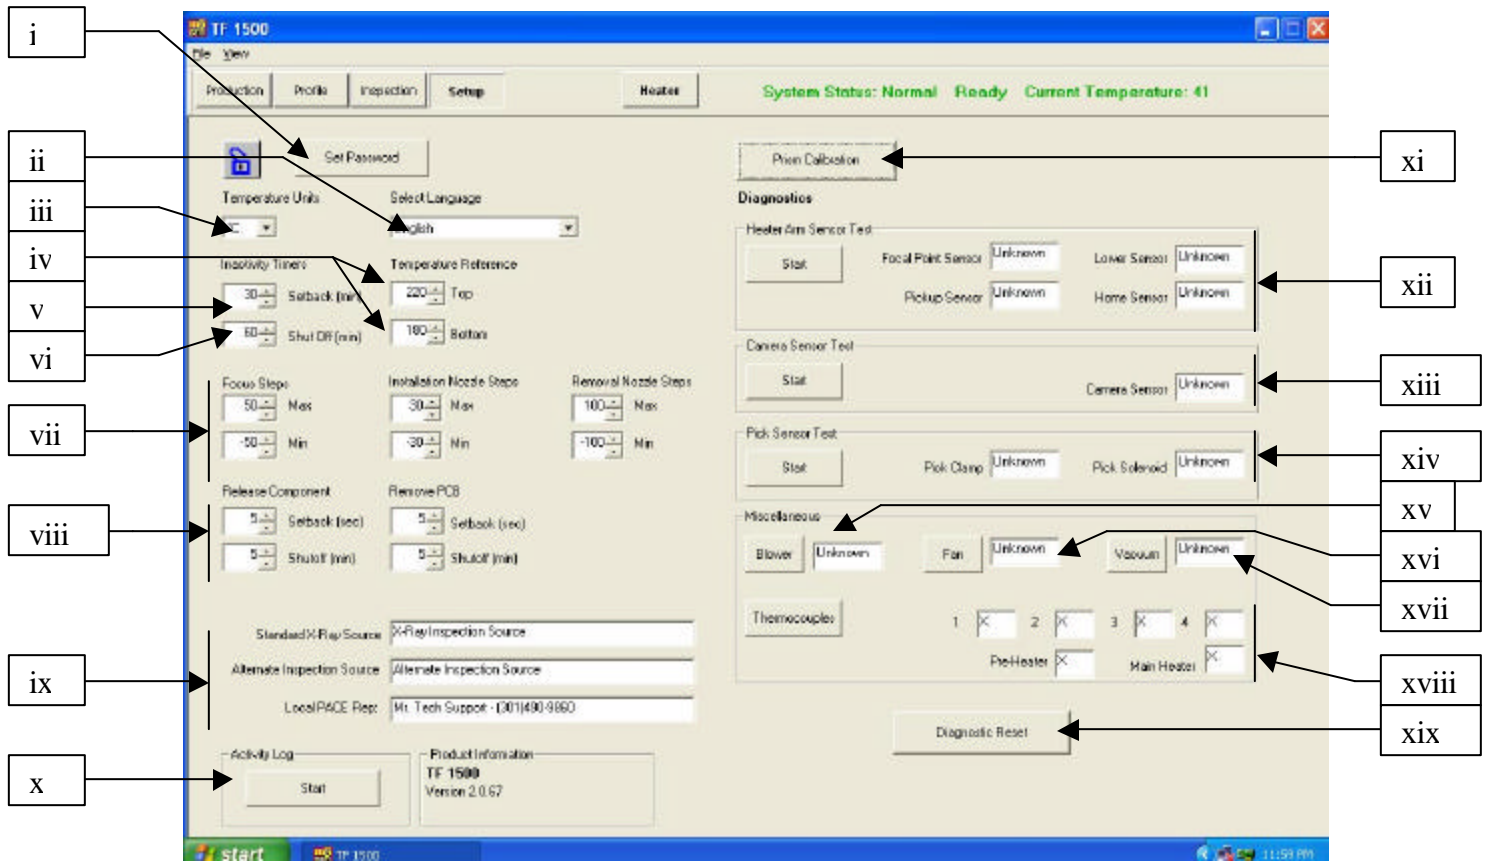 i
TF 1500
File View
Production Profile Inspection Setup Heater System Status: Normal Ready Current Temperature: 41
ii
Set Password
Prism Calibration
xi
iii
Temperature Units Select Language
Diagnostics
°C English
Heater Arm Sensor Test
Start Focal Point Sensor Unknown Lower Sensor Unknown
Pickup Sensor Unknown Home Sensor Unknown
xii
iv
Inactivity Timers Temperature Reference
30 Setback (min) 220 Top
v
60 Shut Off (min) 180 Bottom
vi
Camera Sensor Test
Start Camera Sensor Unknown
xiii
Focus Steps Installation Nozzle Steps Removal Nozzle Steps
50 Max 30 Max 100 Max
vii
-50 Min -30 Min -100 Min
Pick Sensor Test
Start Pick Clamp Unknown Pick Solenoid Unknown
xiv
Release Component Remove PCB
5 Setback (sec) 5 Setback (sec)
viii
5 Shutoff (min) 5 Shutoff (min)
Miscellaneous
xv
Blower Unknown Fan Unknown Vacuum Unknown
xvi
xvii
Thermocouples 1 X 2 X 3 X 4 X
Pre-Heater X Main Heater X
xviii
Standard X-Ray Source X-Ray Inspection Source
Alternate Inspection Source Alternate Inspection Source
ix
Local PACE Rep: Mr. Tech Support - (301)490-9860
Diagnostic Reset
xix
Activity Log Product Information
x
Start
TF 1500
Version 2.0.67
start TF 1500 11:59 PM